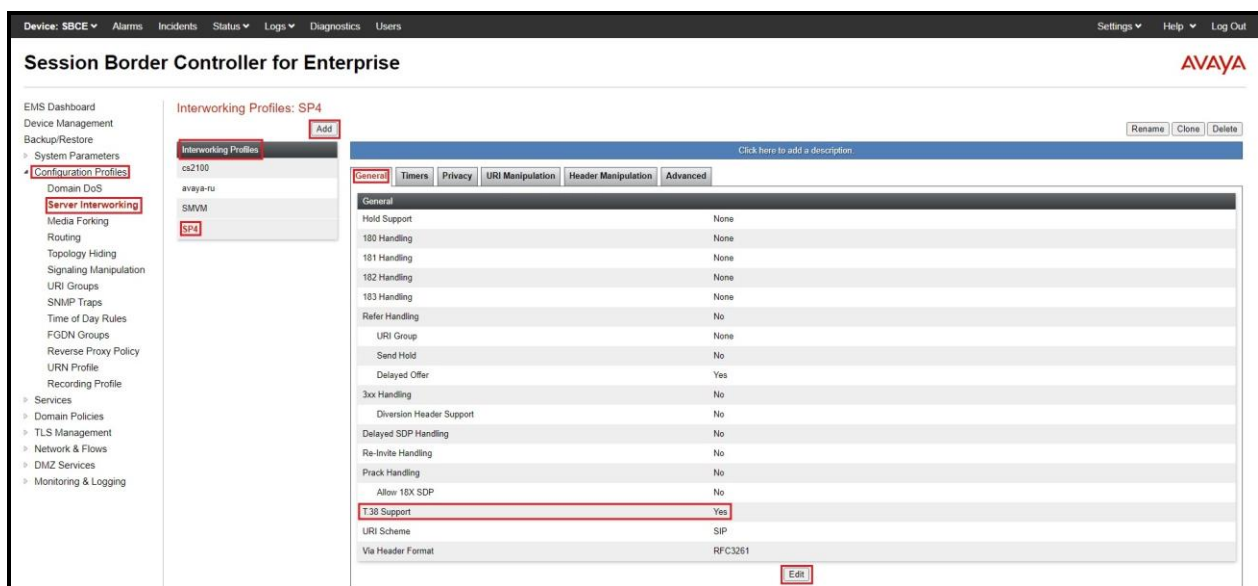 Device: SBCE Alarms Incidents Status Logs Diagnostics Users Settings Help Log Out
Session Border Controller for Enterprise
AVAYA
EMS Dashboard
Device Management
Backup/Restore
System Parameters
Configuration Profiles
Domain DoS
Server Interworking
Media Forking
Routing
Topology Hiding
Signaling Manipulation
URI Groups
SNMP Traps
Time of Day Rules
FGDN Groups
Reverse Proxy Policy
URN Profile
Recording Profile
Services
Domain Policies
TLS Management
Network & Flows
DMZ Services
Monitoring & Logging
Interworking Profiles: SP4
Add
Rename Clone Delete
Interworking Profiles
cs2100
avaya-ru
SMVM
SP4
Click here to add a description.
General Timers Privacy URI Manipulation Header Manipulation Advanced
General
Hold Support None
180 Handling None
181 Handling None
182 Handling None
183 Handling None
Refer Handling No
URI Group None
Send Hold No
Delayed Offer Yes
3xx Handling No
Diversion Header Support No
Delayed SDP Handling No
Re-Invite Handling No
Prack Handling No
Allow 18X SDP No
T.38 Support Yes
URI Scheme SIP
Via Header Format RFC3261
Edit